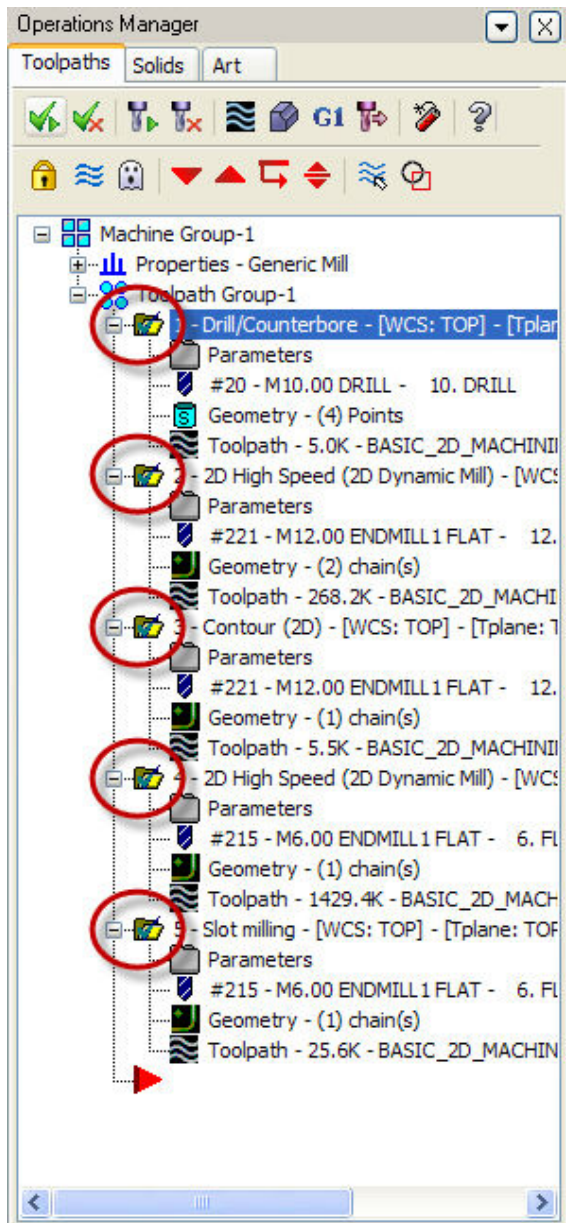 Operations Manager
Toolpaths Solids Art
G1
Machine Group-1
Properties - Generic Mill
Toolpath Group-1
1 - Drill/Counterbore - [WCS: TOP] - [Tplan
Parameters
#20 - M10.00 DRILL - 10. DRILL
Geometry - (4) Points
Toolpath - 5.0K - BASIC_2D_MACHINI
2 - 2D High Speed (2D Dynamic Mill) - [WCS
Parameters
#221 - M12.00 ENDMILL1 FLAT - 12.
Geometry - (2) chain(s)
Toolpath - 268.2K - BASIC_2D_MACHI
3 - Contour (2D) - [WCS: TOP] - [Tplane: T
Parameters
#221 - M12.00 ENDMILL1 FLAT - 12.
Geometry - (1) chain(s)
Toolpath - 5.5K - BASIC_2D_MACHINI
4 - 2D High Speed (2D Dynamic Mill) - [WCS
Parameters
#215 - M6.00 ENDMILL1 FLAT - 6. FL
Geometry - (1) chain(s)
Toolpath - 1429.4K - BASIC_2D_MACH
5 - Slot milling - [WCS: TOP] - [Tplane: TOP
Parameters
#215 - M6.00 ENDMILL1 FLAT - 6. FL
Geometry - (1) chain(s)
Toolpath - 25.6K - BASIC_2D_MACHIN